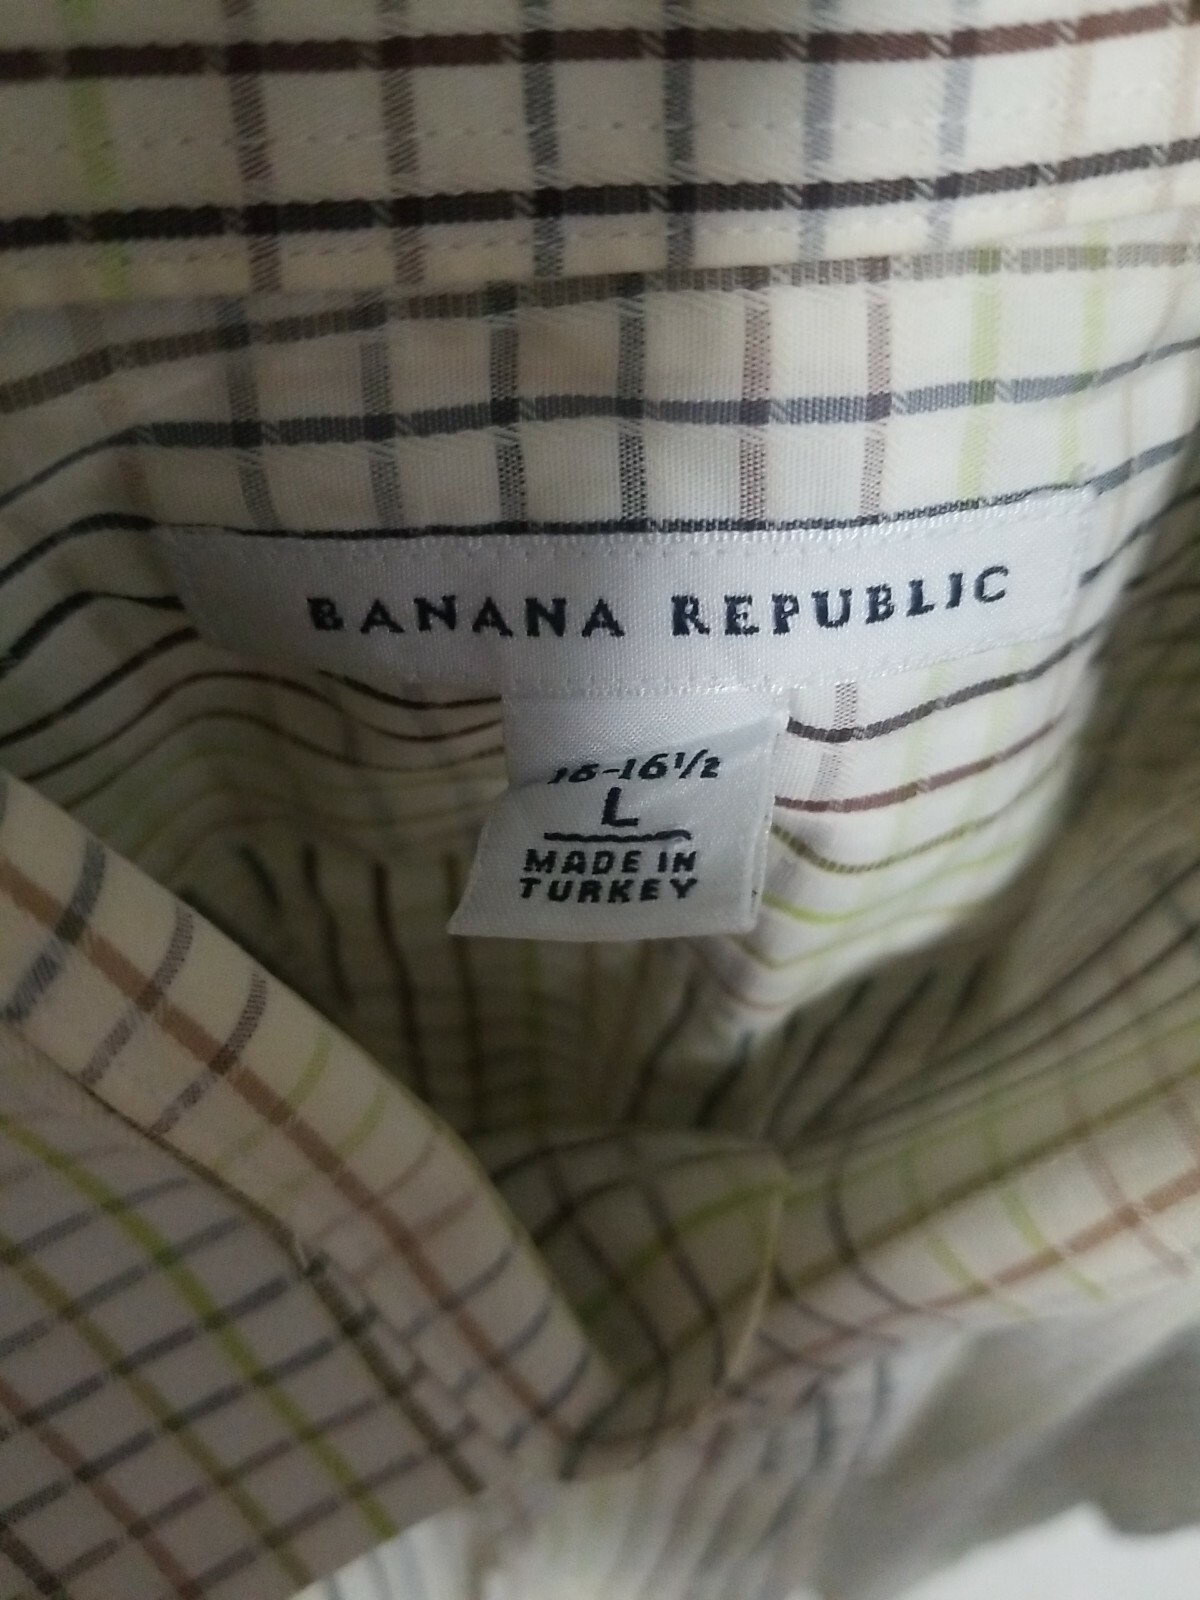 BANANA REPUBLIC
16-16½
L
MADE IN
TURKEY